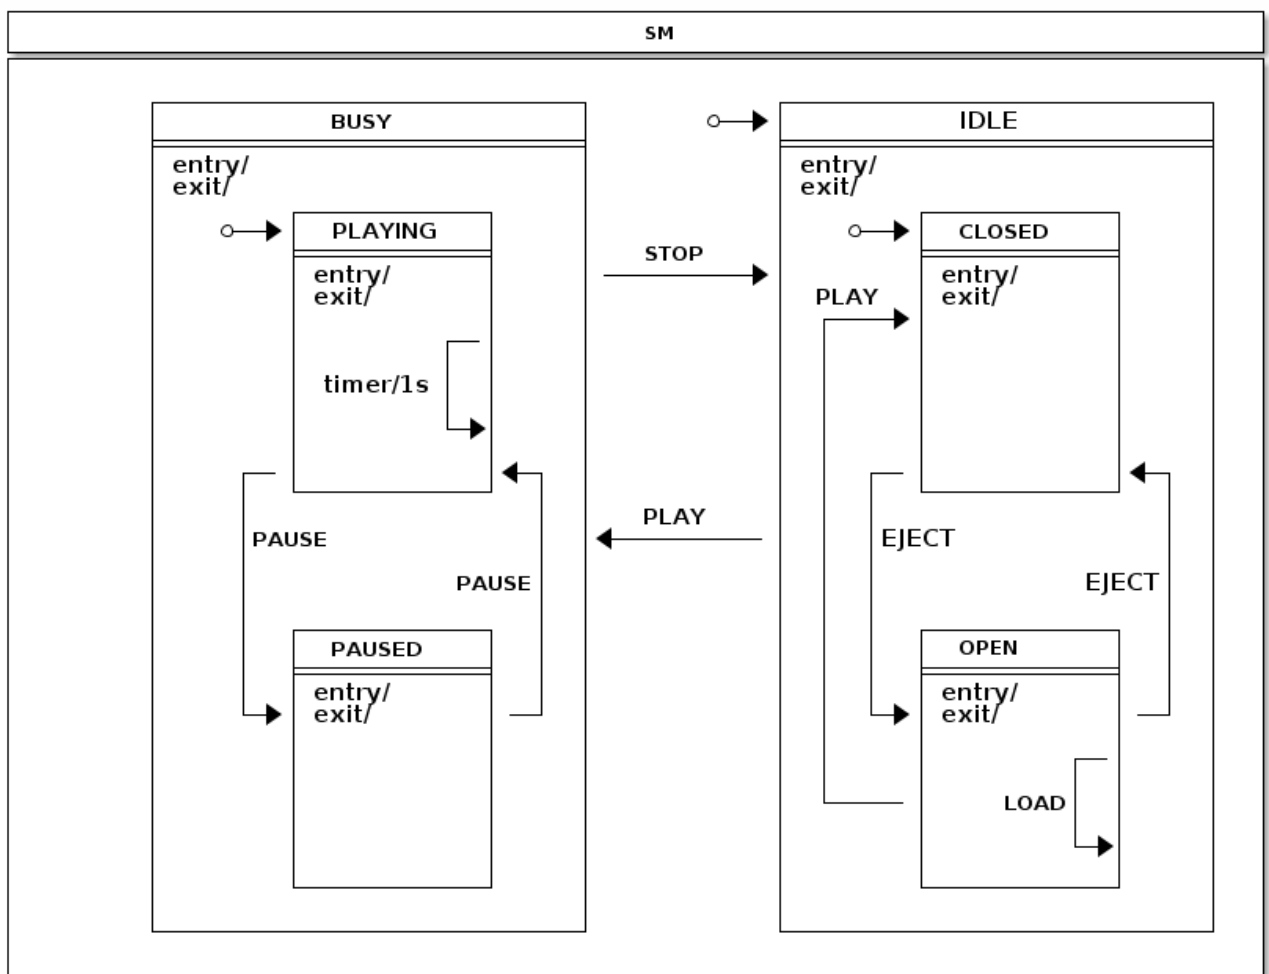 SM
BUSY
IDLE
entry/
exit/
entry/
exit/
PLAYING
CLOSED
STOP
entry/
exit/
entry/
exit/
PLAY
timer/1s
PLAY
PAUSE
EJECT
PAUSE
EJECT
PAUSED
OPEN
entry/
exit/
entry/
exit/
LOAD